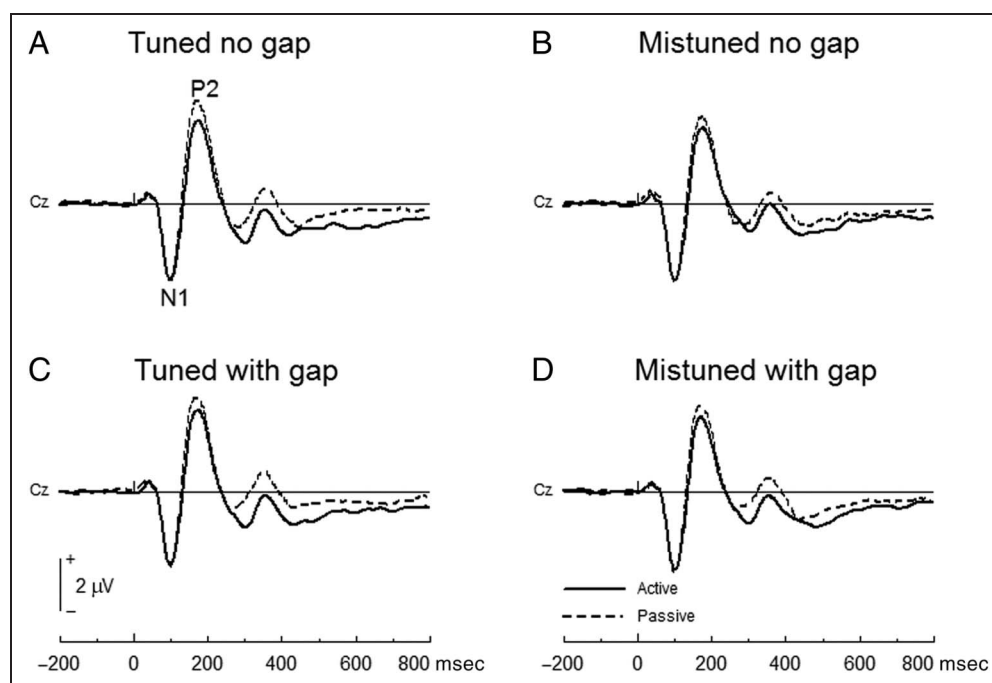 A Tuned no gap
B Mistuned no gap
P2
Cz
N1
Cz
C Tuned with gap
D Mistuned with gap
Cz
Cz
+
2 μV
−
Active
Passive
−200 0 200 400 600 800 msec
−200 0 200 400 600 800 msec